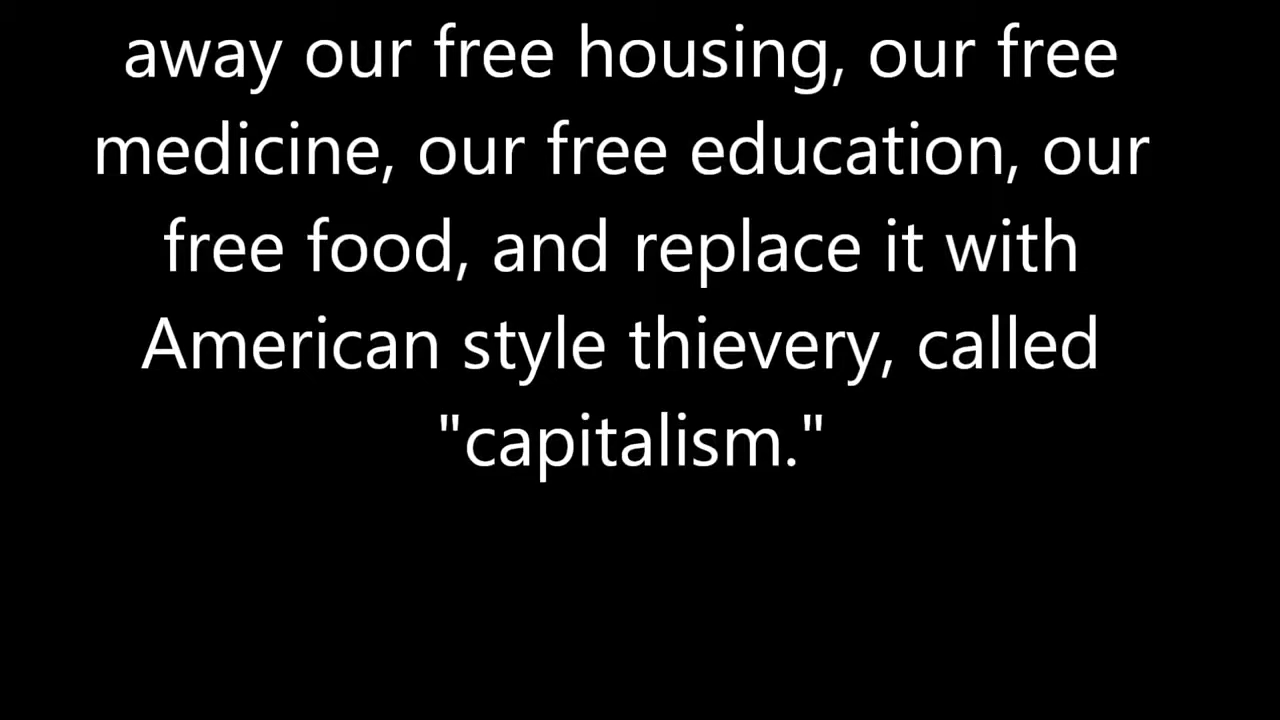 away our free housing, our free
medicine, our free education, our
free food, and replace it with
American style thievery, called
"capitalism."